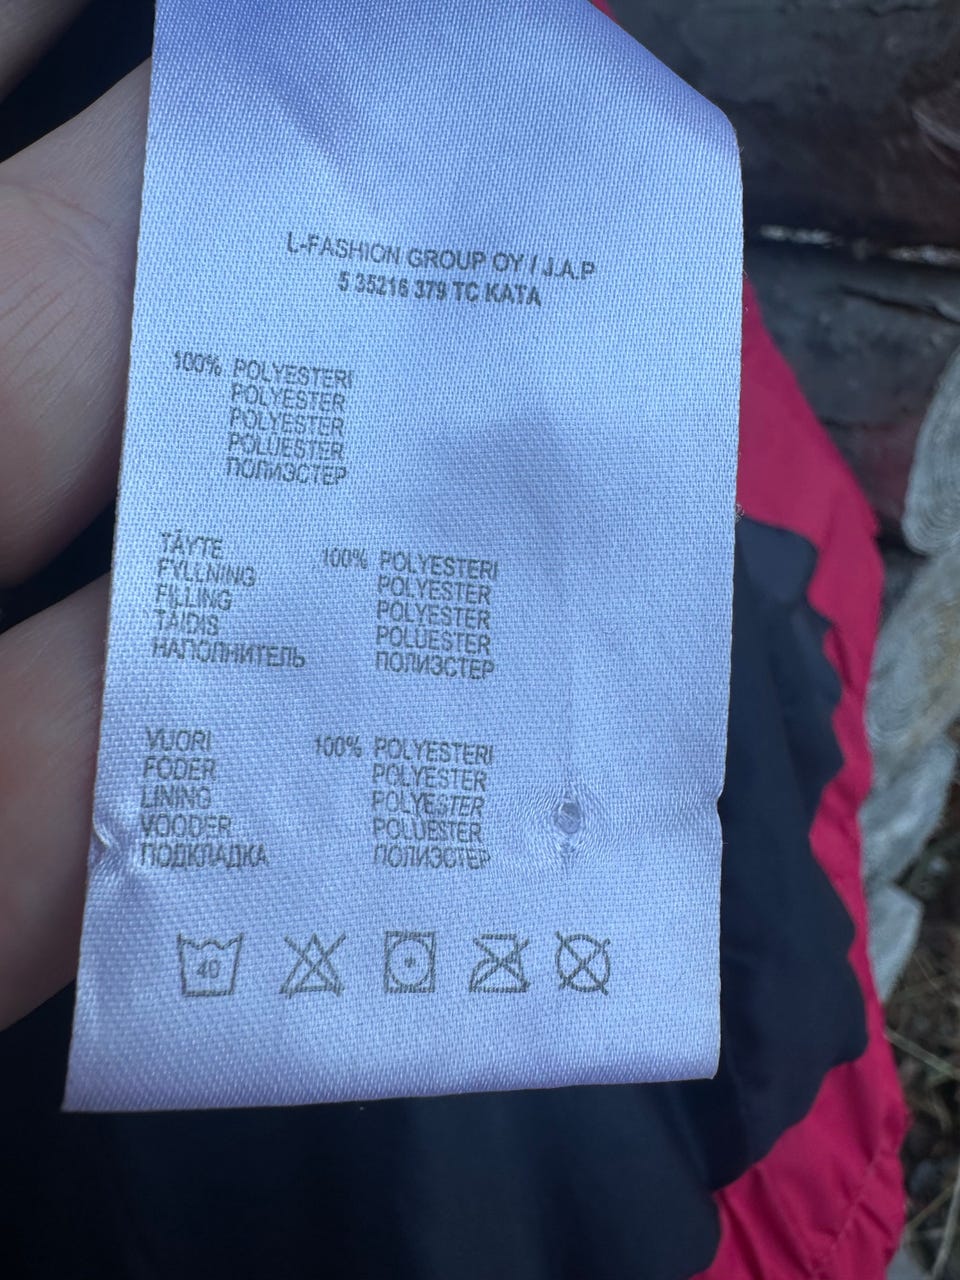 L-FASHION GROUP OY / J.A.P
5 35216 379 TC KATA
100% POLYESTERI
POLYESTER
POLYESTER
POLUESTER
ПОЛИЭСТЕР
TÄYTE 100% POLYESTERI
FYLLNING POLYESTER
FILLING POLYESTER
TÄIDIS POLUESTER
НАПОЛНИТЕЛЬ ПОЛИЭСТЕР
VUORI 100% POLYESTERI
FODER POLYESTER
LINING POLYESTER
VOODER POLUESTER
ПОДКЛАДКА ПОЛИЭСТЕР
40